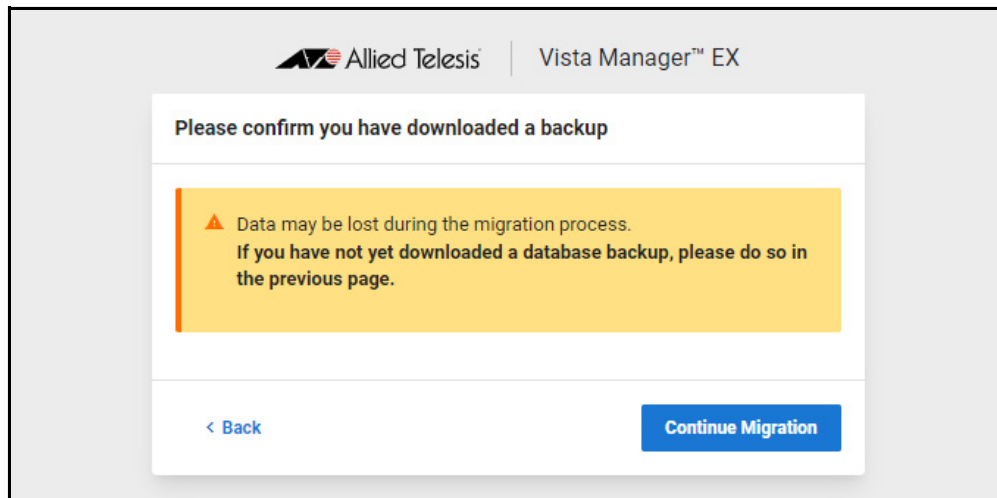 Allied Telesis
Vista Manager™ EX
Please confirm you have downloaded a backup
Data may be lost during the migration process.
If you have not yet downloaded a database backup, please do so in
the previous page.
< Back
Continue Migration